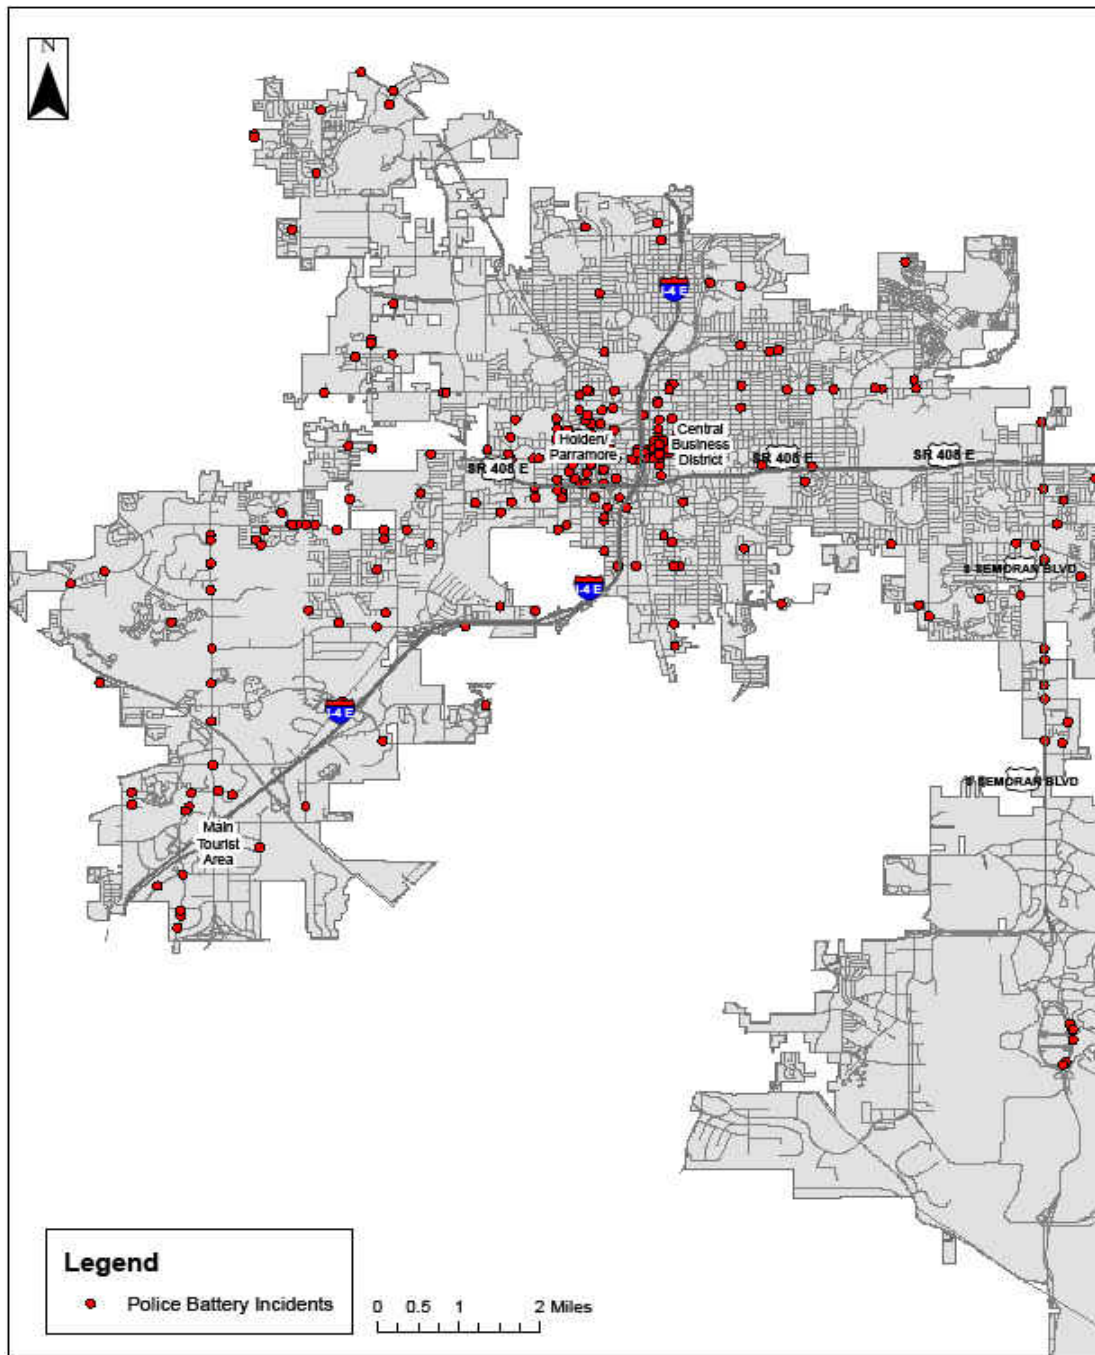 N
I-4 E
Holden/
Parramore
Central
Business
District
SR 408 E
SR 408 E
SR 408 E
I-4 E
S SEMORAN BLVD
I-4 E
S SEMORAN BLVD
Main
Tourist
Area
Legend
Police Battery Incidents
0 0.5 1 2 Miles